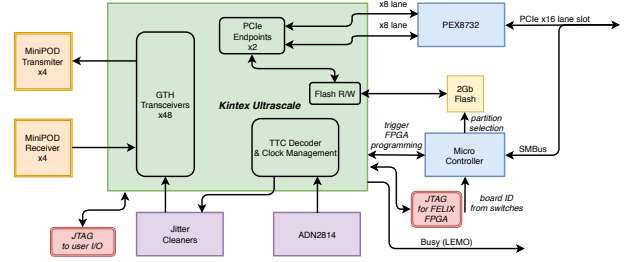 x8 lane
x8 lane
PEX8732
PCIe x16 lane slot
PCIe
Endpoints
x2
MiniPOD
Transmiter
x4
GTH
Transceivers
x48
Flash R/W
2Gb
Flash
Kintex Ultrascale
partition
selection
trigger
FPGA
programming
TTC Decoder
& Clock Management
MiniPOD
Receiver
x4
Micro
Controller
SMBus
JTAG
for FELIX
FPGA
board ID
from switches
JTAG
to user I/O
Jitter
Cleaners
ADN2814
Busy (LEMO)